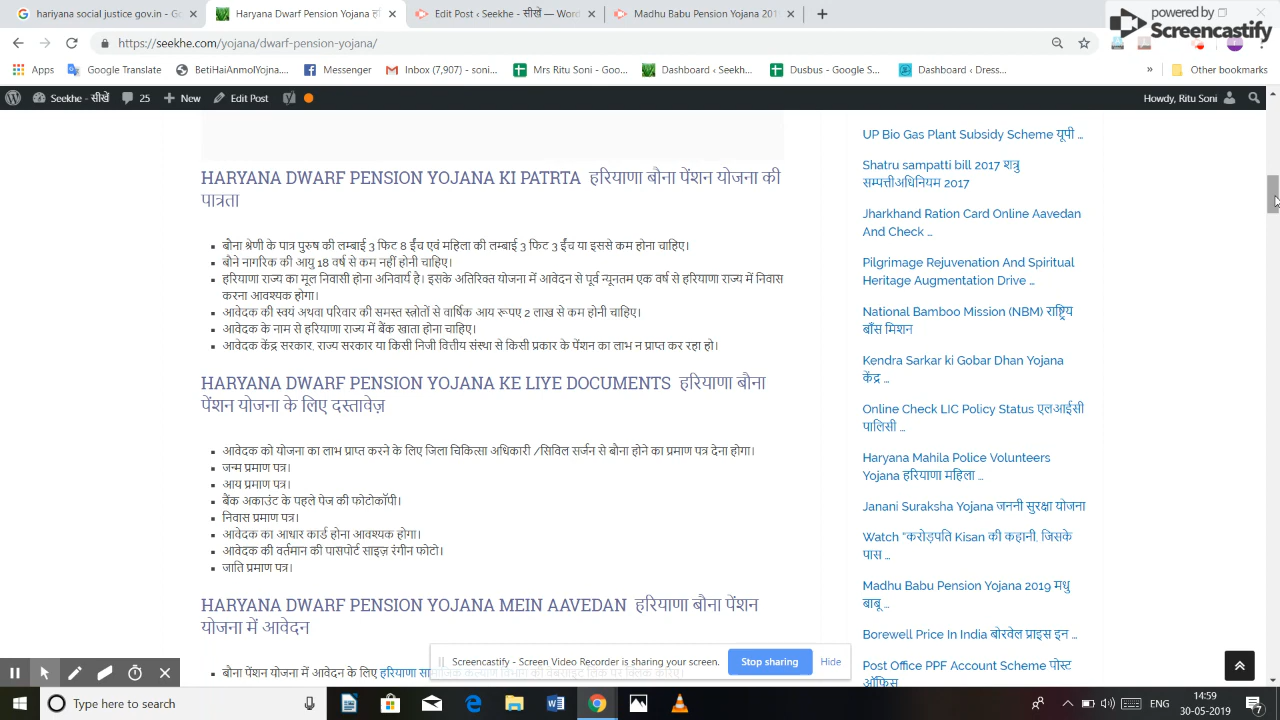 social justice.gov.in - Google Se
Haryana Dwarf Pension Yojana ह
Edit Post ‹ Seekhe - सीखें — Word
Madhu Babu Pension Yojana 201
powered by
Screencastify
https://seekhe.com/yojana/dwarf-pension-yojana/
Apps
Google Translate
BetiHaiAnmolYojna...
Messenger
Inbox (7,907) - soni...
Yrs Ritu Soni - Goo...
Dashboard ‹ Seekh...
Dusbus - Google S...
Dashboard ‹ Dress...
»
Other bookmarks
Seekhe - सीखें
25
New
Edit Post
Howdy, Ritu Soni
HARYANA DWARF PENSION YOJANA KI PATRTA हरियाणा बौना पेंशन योजना की
पात्रता
बौना श्रेणी के पात्र पुरुष की लम्बाई 3 फिट 8 ईंच एवं महिला की लम्बाई 3 फिट 3 ईंच या इससे कम होना चाहिए।
बौने नागरिक की आयु 18 वर्ष से कम नहीं होनी चाहिए।
हरियाणा राज्य का मूल निवासी होना अनिवार्य है। इसके अतिरिक्त योजना में आवेदन से पूर्व न्यूनतम एक वर्ष से हरियाणा राज्य में निवास
करना आवश्यक होगा।
आवेदक की स्वयं अथवा परिवारकी समस्त स्त्रोतों से वार्षिक आय रूपए 2 लाख से कम होनी चाहिए।
आवेदक के नाम से हरियाणा राज्य में बैंक खाता होना चाहिए।
आवेदक केंद्र सरकार, राज्य सरकार या किसी निजी वित्तीय संस्था से किसी प्रकार के पेंशन का लाभ न प्राप्त कर रहा हो।
HARYANA DWARF PENSION YOJANA KE LIYE DOCUMENTS हरियाणा बौना
पेंशन योजना के लिए दस्तावेज़
आवेदक को योजना का लाभ प्राप्त करने के लिए जिला चिकित्सा अधिकारी /सिविल सर्जन से बौना होने का प्रमाण पत्र देना होगा।
जन्म प्रमाण पत्र।
आय प्रमाण पत्र।
बैंक अकाउंट के पहले पेज की फोटोकॉपी।
निवास प्रमाण पत्र।
आवेदक का आधार कार्ड होना आवश्यक होगा।
आवेदक की वर्तमान की पासपोर्ट साइज़ रंगीन फोटो।
जाति प्रमाण पत्र।
HARYANA DWARF PENSION YOJANA MEIN AAVEDAN हरियाणा बौना पेंशन
योजना में आवेदन
बौना पेंशन योजना में आवेदन के लिए हरियाणा
UP Bio Gas Plant Subsidy Scheme यूपी ...
Shatru sampatti bill 2017 शत्रु
सम्पत्तीअधिनियम 2017
Jharkhand Ration Card Online Aavedan
And Check ...
Pilgrimage Rejuvenation And Spiritual
Heritage Augmentation Drive ...
National Bamboo Mission (NBM) राष्ट्रिय
बाँस मिशन
Kendra Sarkar ki Gobar Dhan Yojana
केंद्र ...
Online Check LIC Policy Status एलआईसी
पालिसी ...
Haryana Mahila Police Volunteers
Yojana हरियाणा महिला ...
Janani Suraksha Yojana जननी सुरक्षा योजना
Watch "करोड़पति Kisan की कहानी, जिसके
पास ...
Madhu Babu Pension Yojana 2019 मधु
बाबू ...
Borewell Price In India बोरवेल प्राइस इन ...
Post Office PPF Account Scheme पोस्ट
ऑफिस
Screencastify - Screen Video Recorder is sharing your screen.
Stop sharing
Hide
Type here to search
ENG
14:59
30-05-2019
7